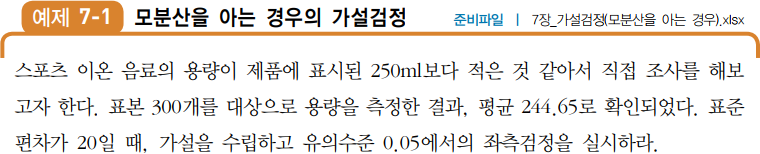 예제 7-1 모분산을 아는 경우의 가설검정 준비파일 | 7장_가설검정(모분산을 아는 경우).xlsx
스포츠 이온 음료의 용량이 제품에 표시된 250ml보다 적은 것 같아서 직접 조사를 해보
고자 한다. 표본 300개를 대상으로 용량을 측정한 결과, 평균 244.65로 확인되었다. 표준
편차가 20일 때, 가설을 수립하고 유의수준 0.05에서의 좌측검정을 실시하라.